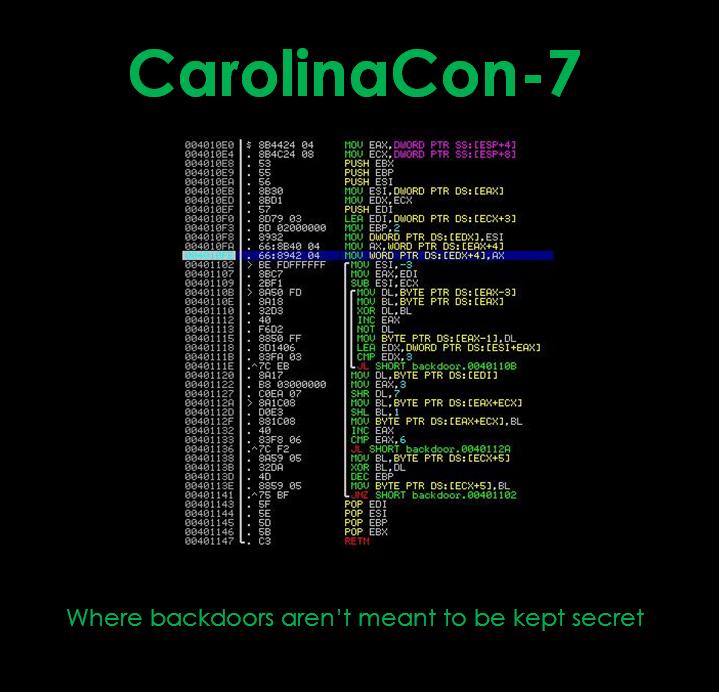 CarolinaCon-7
004010E0 $ 8B4424 04 MOV EAX,DWORD PTR SS:[ESP+4]
004010E4 . 8B4C24 08 MOV ECX,DWORD PTR SS:[ESP+8]
004010E8 . 53 PUSH EBX
004010E9 . 55 PUSH EBP
004010EA . 56 PUSH ESI
004010EB . 8B30 MOV ESI,DWORD PTR DS:[EAX]
004010ED . 8BD1 MOV EDX,ECX
004010EF . 57 PUSH EDI
004010F0 . 8D79 03 LEA EDI,DWORD PTR DS:[ECX+3]
004010F3 . BD 02000000 MOV EBP,2
004010F8 . 8932 MOV DWORD PTR DS:[EDX],ESI
004010FA . 66:8B40 04 MOV AX,WORD PTR DS:[EAX+4]
. 66:8942 04 MOV WORD PTR DS:[EDX+4],AX
00401102 > BE FDFFFFFF MOV ESI,-3
00401107 . 8BC7 MOV EAX,EDI
00401109 . 2BF1 SUB ESI,ECX
0040110B > 8A50 FD MOV DL,BYTE PTR DS:[EAX-3]
0040110E . 8A18 MOV BL,BYTE PTR DS:[EAX]
00401110 . 32D3 XOR DL,BL
00401112 . 40 INC EAX
00401113 . F6D2 NOT DL
00401115 . 8850 FF MOV BYTE PTR DS:[EAX-1],DL
00401118 . 8D1406 LEA EDX,DWORD PTR DS:[ESI+EAX]
0040111B . 83FA 03 CMP EDX,3
0040111E .^7C EB JL SHORT backdoor.0040110B
00401120 . 8A17 MOV DL,BYTE PTR DS:[EDI]
00401122 . B8 03000000 MOV EAX,3
00401127 . C0EA 07 SHR DL,7
0040112A > 8A1C08 MOV BL,BYTE PTR DS:[EAX+ECX]
0040112D . D0E3 SHL BL,1
0040112F . 881C08 MOV BYTE PTR DS:[EAX+ECX],BL
00401132 . 40 INC EAX
00401133 . 83F8 06 CMP EAX,6
00401136 .^7C F2 JL SHORT backdoor.0040112A
00401138 . 8A59 05 MOV BL,BYTE PTR DS:[ECX+5]
0040113B . 32DA XOR BL,DL
0040113D . 4D DEC EBP
0040113E . 8859 05 MOV BYTE PTR DS:[ECX+5],BL
00401141 .^75 BF JNZ SHORT backdoor.00401102
00401143 . 5F POP EDI
00401144 . 5E POP ESI
00401145 . 5D POP EBP
00401146 . 5B POP EBX
00401147 . C3 RETN
Where backdoors aren't meant to be kept secret